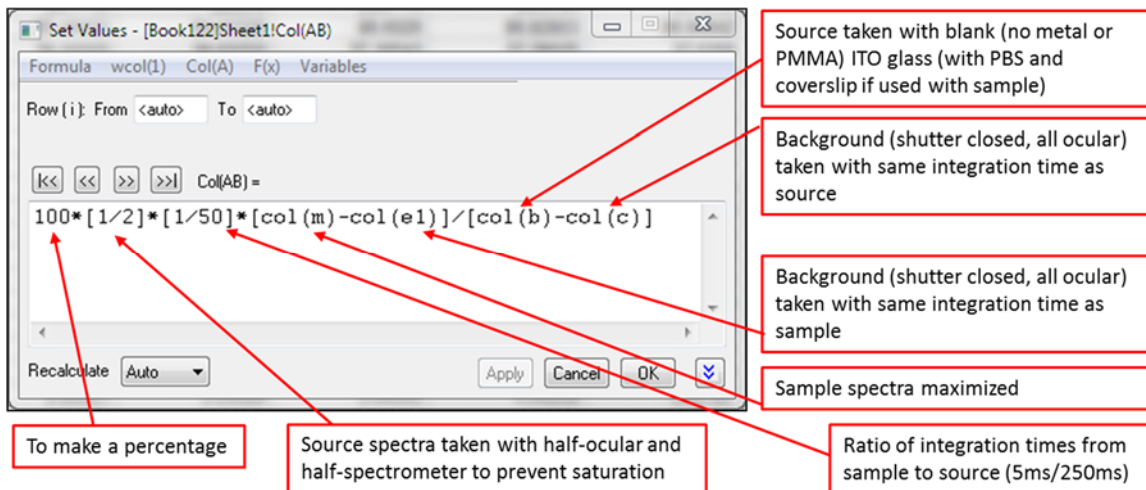 Set Values - [Book122]Sheet1!Col(AB)
Formula wcol(1) Col(A) F(x) Variables
Row (i): From <auto> To <auto>
Col(AB) =
100*[1/2]*[1/50]*[col(m)-col(e1)]/[col(b)-col(c)]
Recalculate Auto Apply Cancel OK
Source taken with blank (no metal or
PMMA) ITO glass (with PBS and
coverslip if used with sample)
Background (shutter closed, all ocular)
taken with same integration time as
source
Background (shutter closed, all ocular)
taken with same integration time as
sample
Sample spectra maximized
Ratio of integration times from
sample to source (5ms/250ms)
To make a percentage
Source spectra taken with half-ocular and
half-spectrometer to prevent saturation